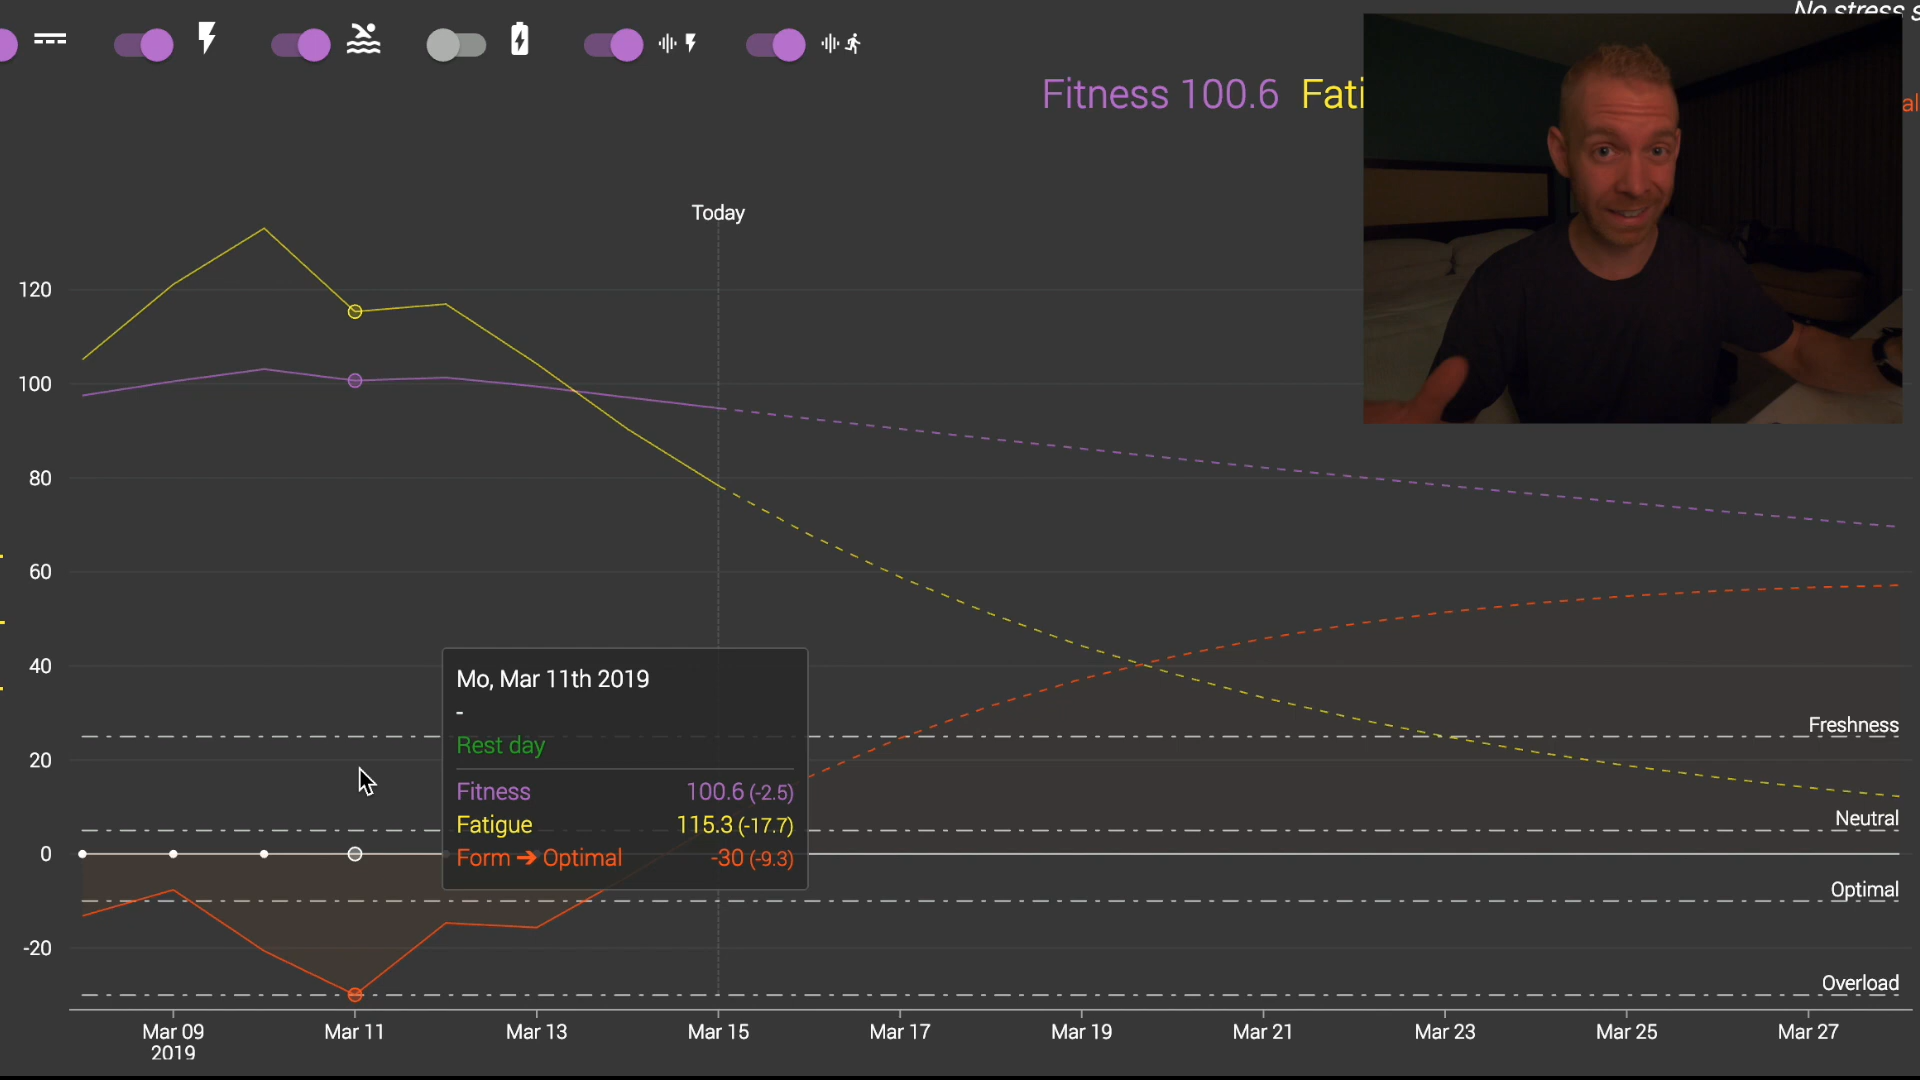 No stress s
Fitness 100.6 Fati
al
Today
120
100
80
60
40
20
0
-20
Mo, Mar 11th 2019
-
Rest day
Fitness 100.6 (-2.5)
Fatigue 115.3 (-17.7)
Form ➔ Optimal -30 (-9.3)
Freshness
Neutral
Optimal
Overload
Mar 09 Mar 11 Mar 13 Mar 15 Mar 17 Mar 19 Mar 21 Mar 23 Mar 25 Mar 27
2019